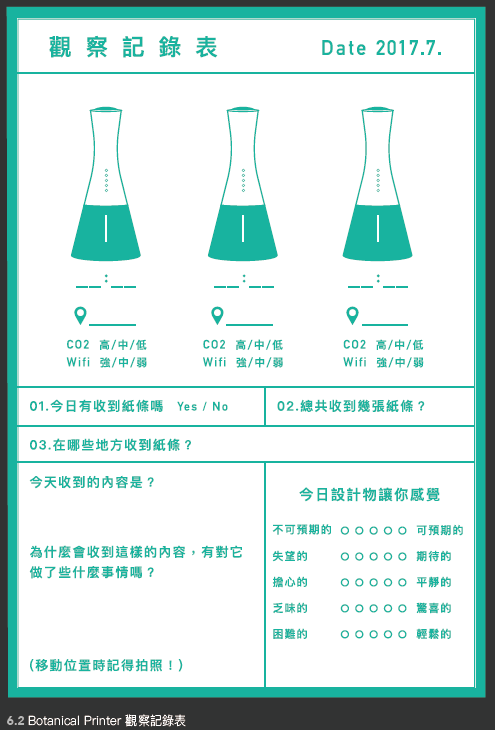 觀察記錄表 Date 2017.7.
__ __ : __ __ __ __ : __ __ __ __ : __ __
CO2 高/中/低 CO2 高/中/低 CO2 高/中/低
Wifi 強/中/弱 Wifi 強/中/弱 Wifi 強/中/弱
01.今日有收到紙條嗎 Yes / No 02.總共收到幾張紙條？
03.在哪些地方收到紙條？
今天收到的內容是？
為什麼會收到這樣的內容，有對它
做了些什麼事情嗎？
(移動位置時記得拍照！)
今日設計物讓你感覺
不可預期的 ○ ○ ○ ○ ○ 可預期的
失望的 ○ ○ ○ ○ ○ 期待的
擔心的 ○ ○ ○ ○ ○ 平靜的
乏味的 ○ ○ ○ ○ ○ 驚喜的
困難的 ○ ○ ○ ○ ○ 輕鬆的
6.2 Botanical Printer 觀察記錄表